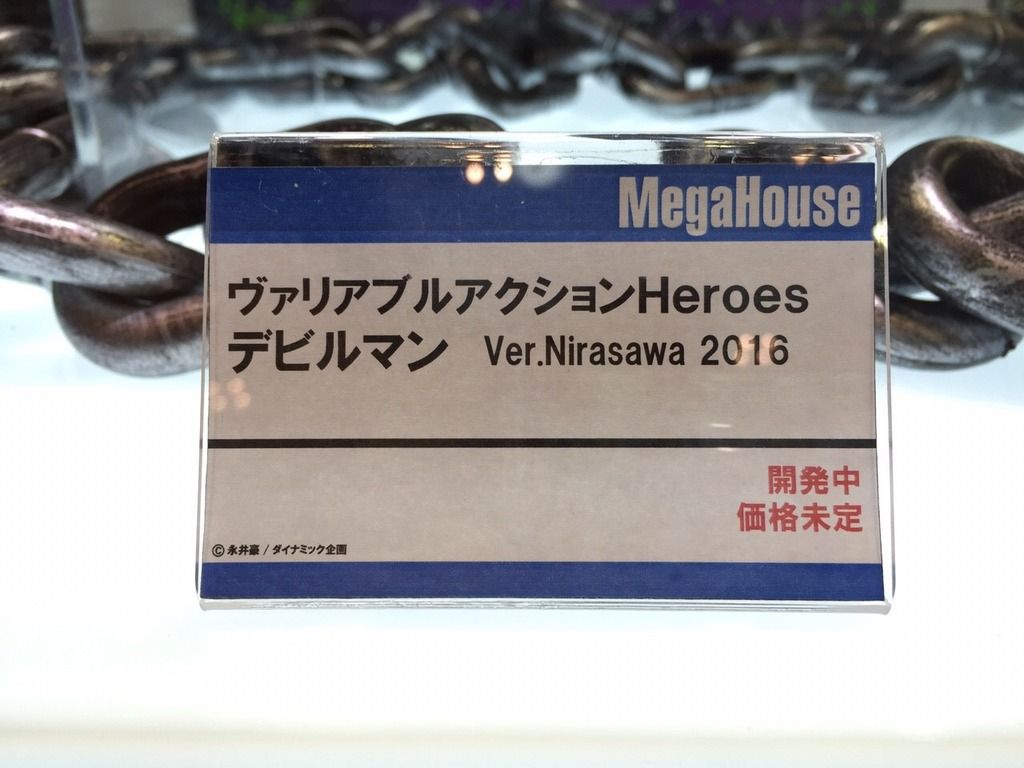 MegaHouse
ヴァリアブルアクションHeroes
デビルマン Ver.Nirasawa 2016
開発中
価格未定
©永井豪 / ダイナミック企画